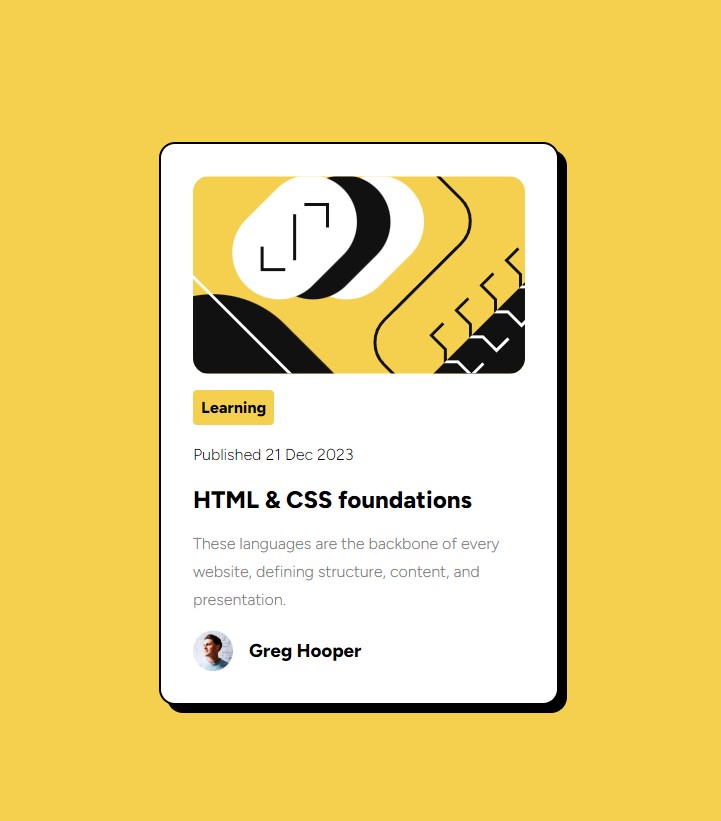 Learning
Published 21 Dec 2023
HTML & CSS foundations
These languages are the backbone of every
website, defining structure, content, and
presentation.
Greg Hooper